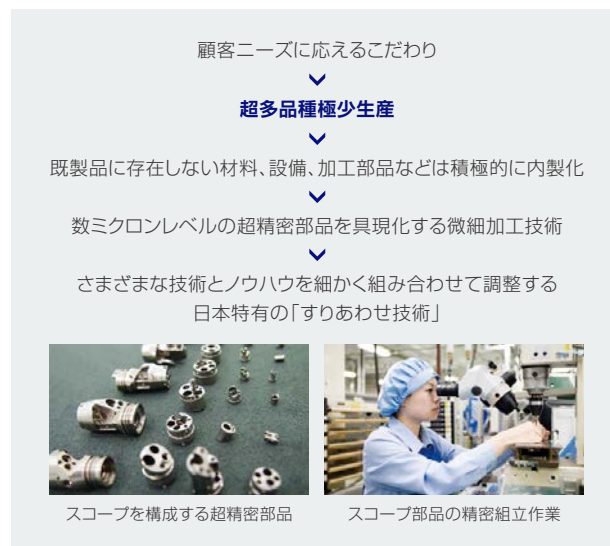 顧客ニーズに応えるこだわり
超多品種極少生産
既製品に存在しない材料、設備、加工部品などは積極的に内製化
数ミクロンレベルの超精密部品を具現化する微細加工技術
さまざまな技術とノウハウを細かく組み合わせて調整する
日本特有の「すりあわせ技術」
スコープを構成する超精密部品
スコープ部品の精密組立作業